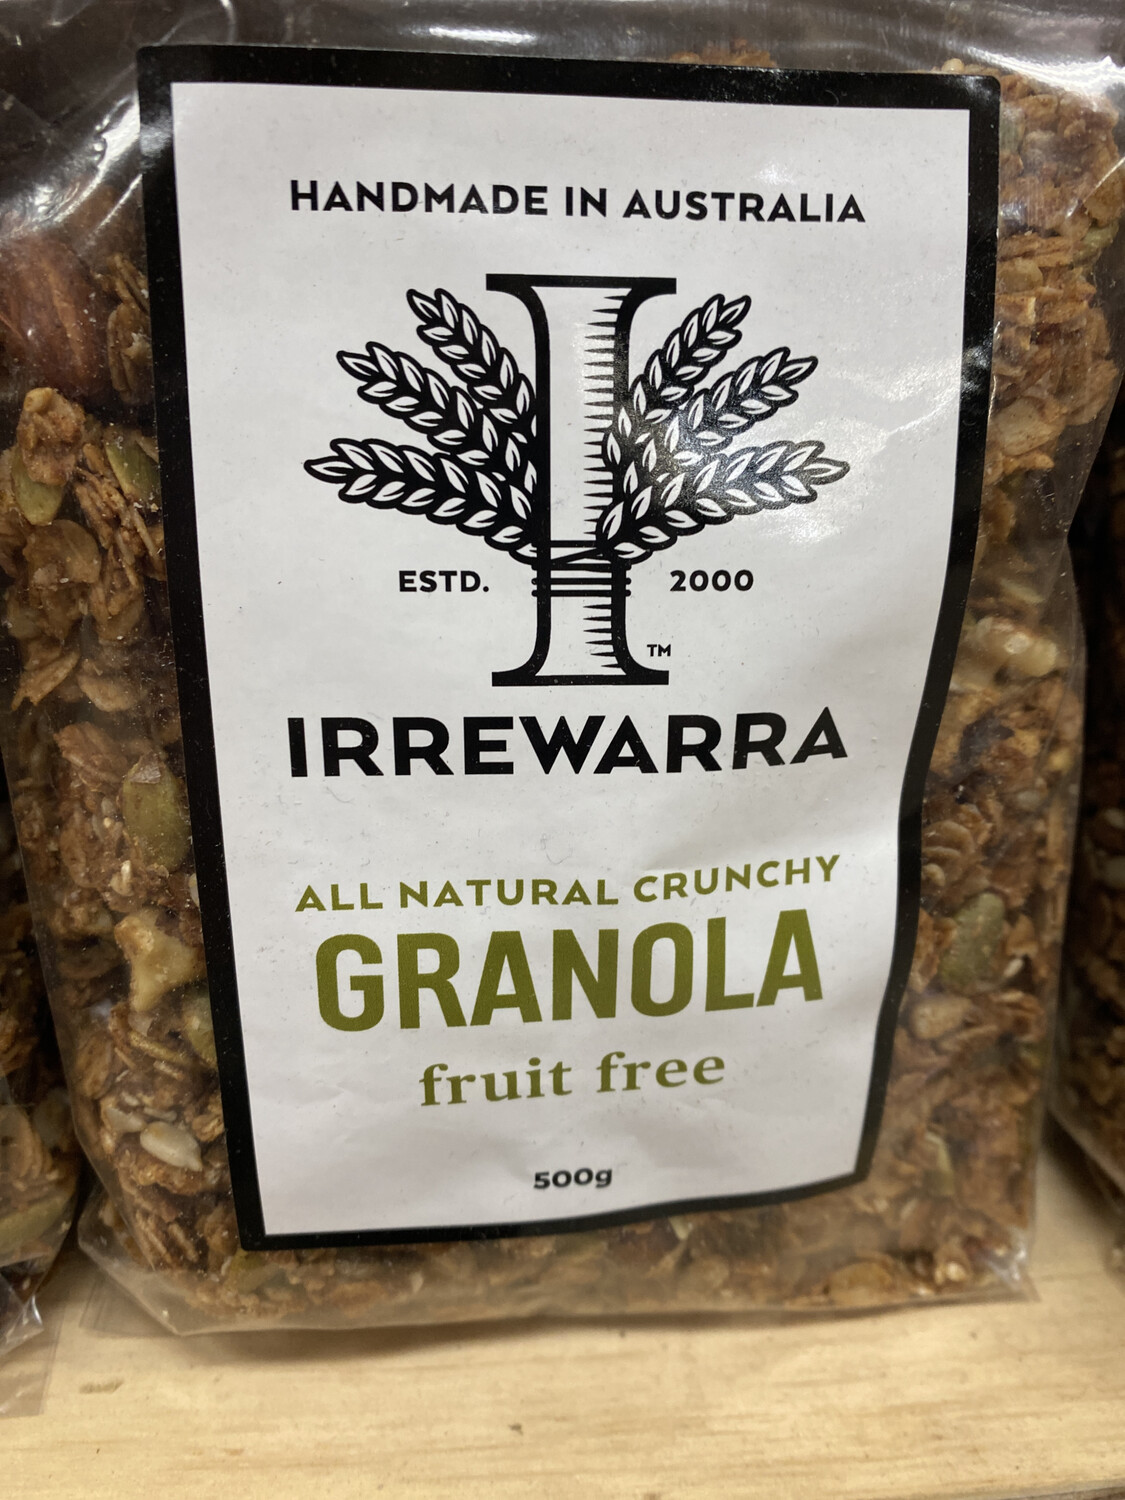 HANDMADE IN AUSTRALIA
I
ESTD. 2000
TM
IRREWARRA
ALL NATURAL CRUNCHY
GRANOLA
fruit free
500g